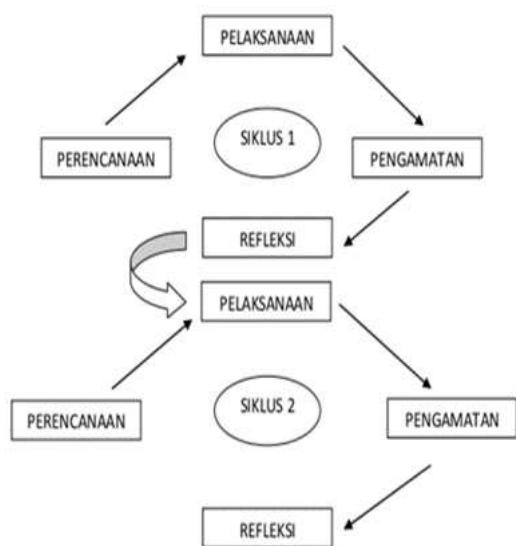 PELAKSANAAN
SIKLUS 1
PERENCANAAN
PENGAMATAN
REFLEKSI
PELAKSANAAN
SIKLUS 2
PERENCANAAN
PENGAMATAN
REFLEKSI